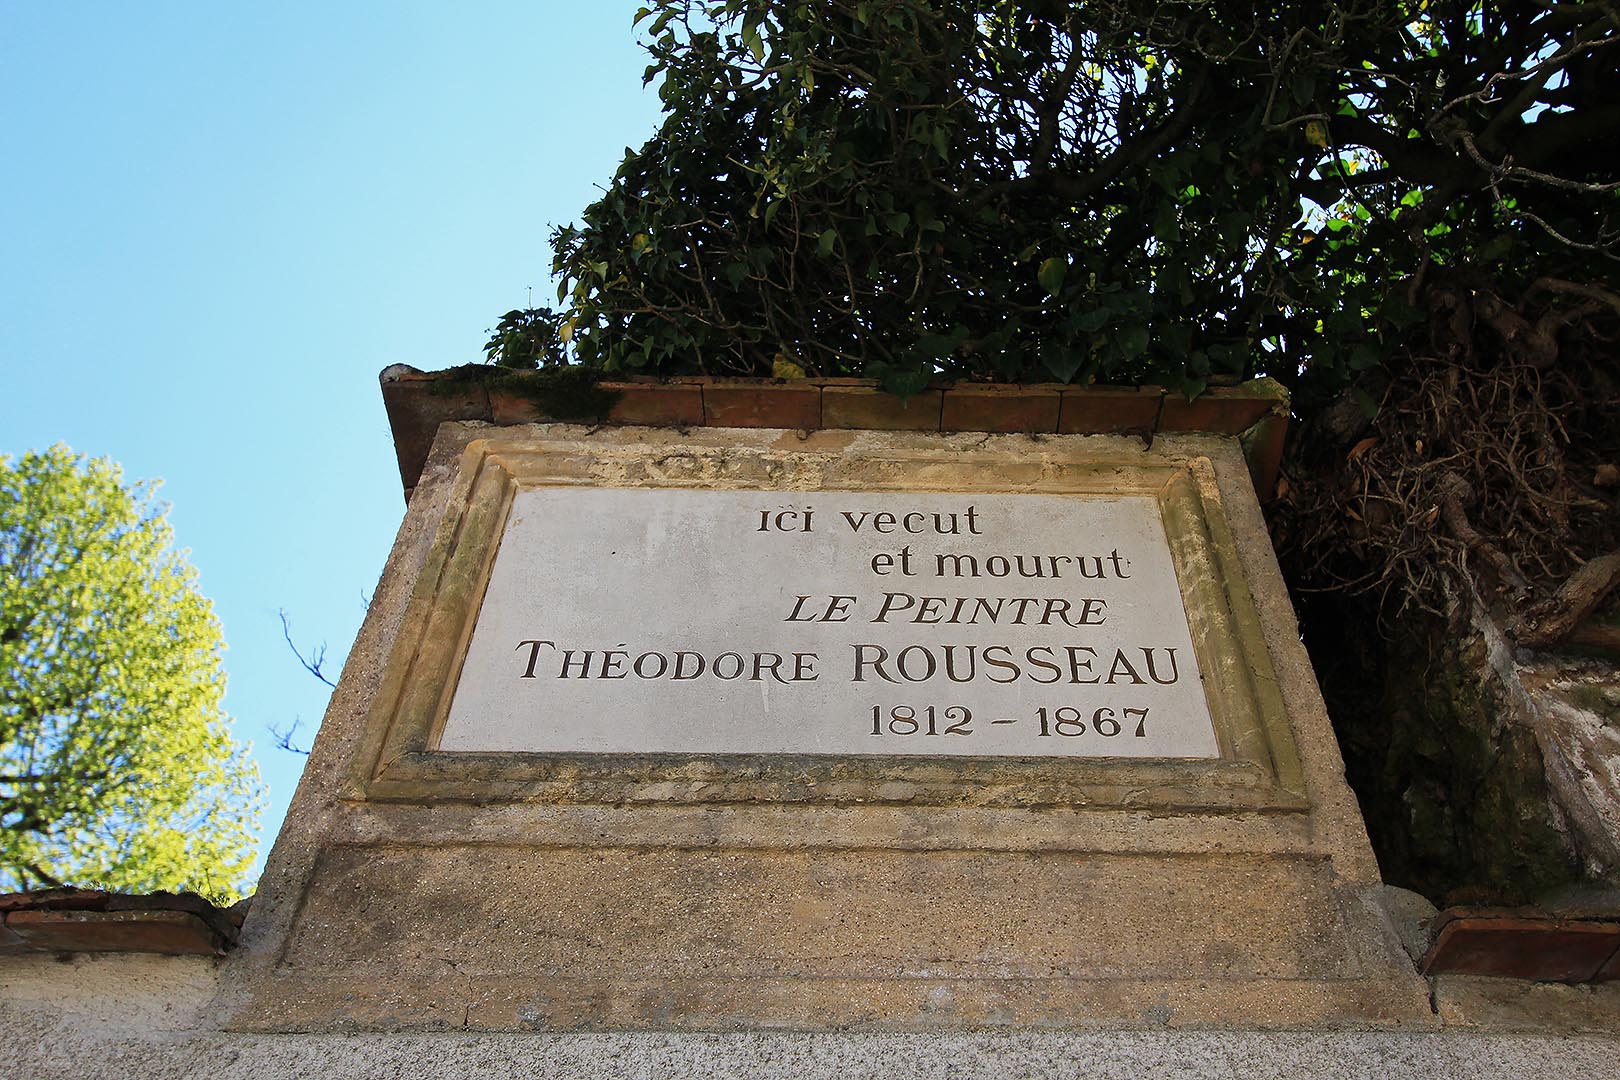 ici vecut
et mourut
LE PEINTRE
THÉODORE ROUSSEAU
1812 - 1867